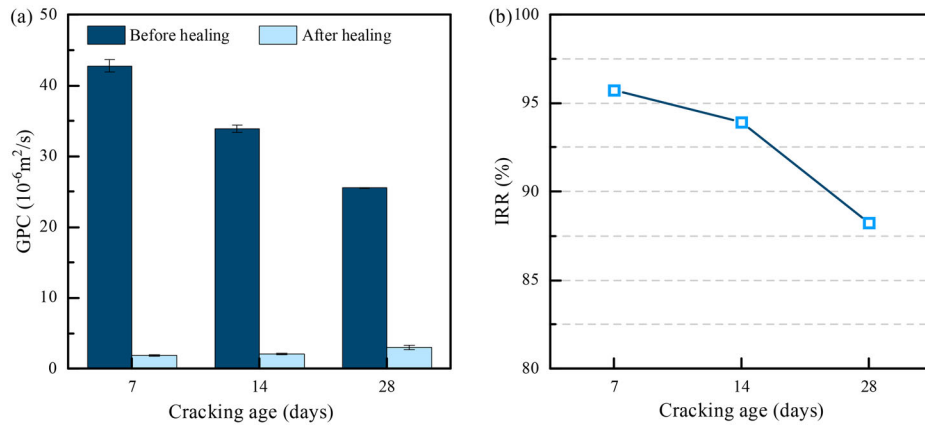 (a)
Before healing
After healing
GPC (10⁻⁶m²/s)
50
40
30
20
10
0
7
14
28
Cracking age (days)
(b)
IRR (%)
100
95
90
85
80
7
14
28
Cracking age (days)